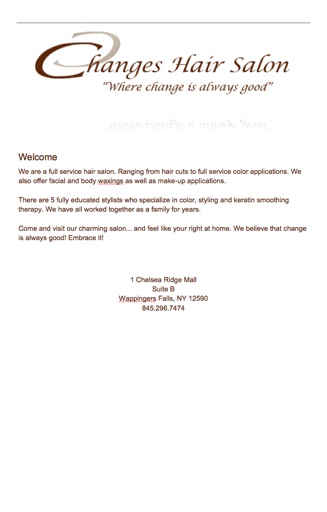 Changes Hair Salon
“Where change is always good”
Welcome
We are a full service hair salon. Ranging from hair cuts to full service color applications. We
also offer facial and body waxings as well as make-up applications.
There are 5 fully educated stylists who specialize in color, styling and keratin smoothing
therapy. We have all worked together as a family for years.
Come and visit our charming salon... and feel like your right at home. We believe that change
is always good! Embrace it!
1 Chelsea Ridge Mall
Suite B
Wappingers Falls, NY 12590
845.296.7474